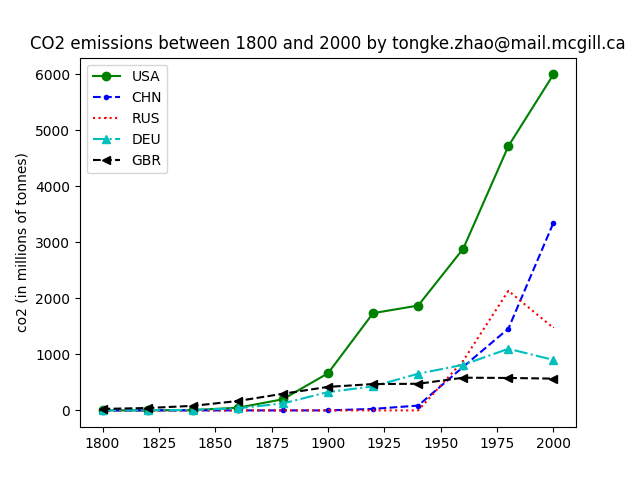 CO2 emissions between 1800 and 2000 by tongke.zhao@mail.mcgill.ca
USA
CHN
RUS
DEU
GBR
co2 (in millions of tonnes)
6000
5000
4000
3000
2000
1000
0
1800 1825 1850 1875 1900 1925 1950 1975 2000